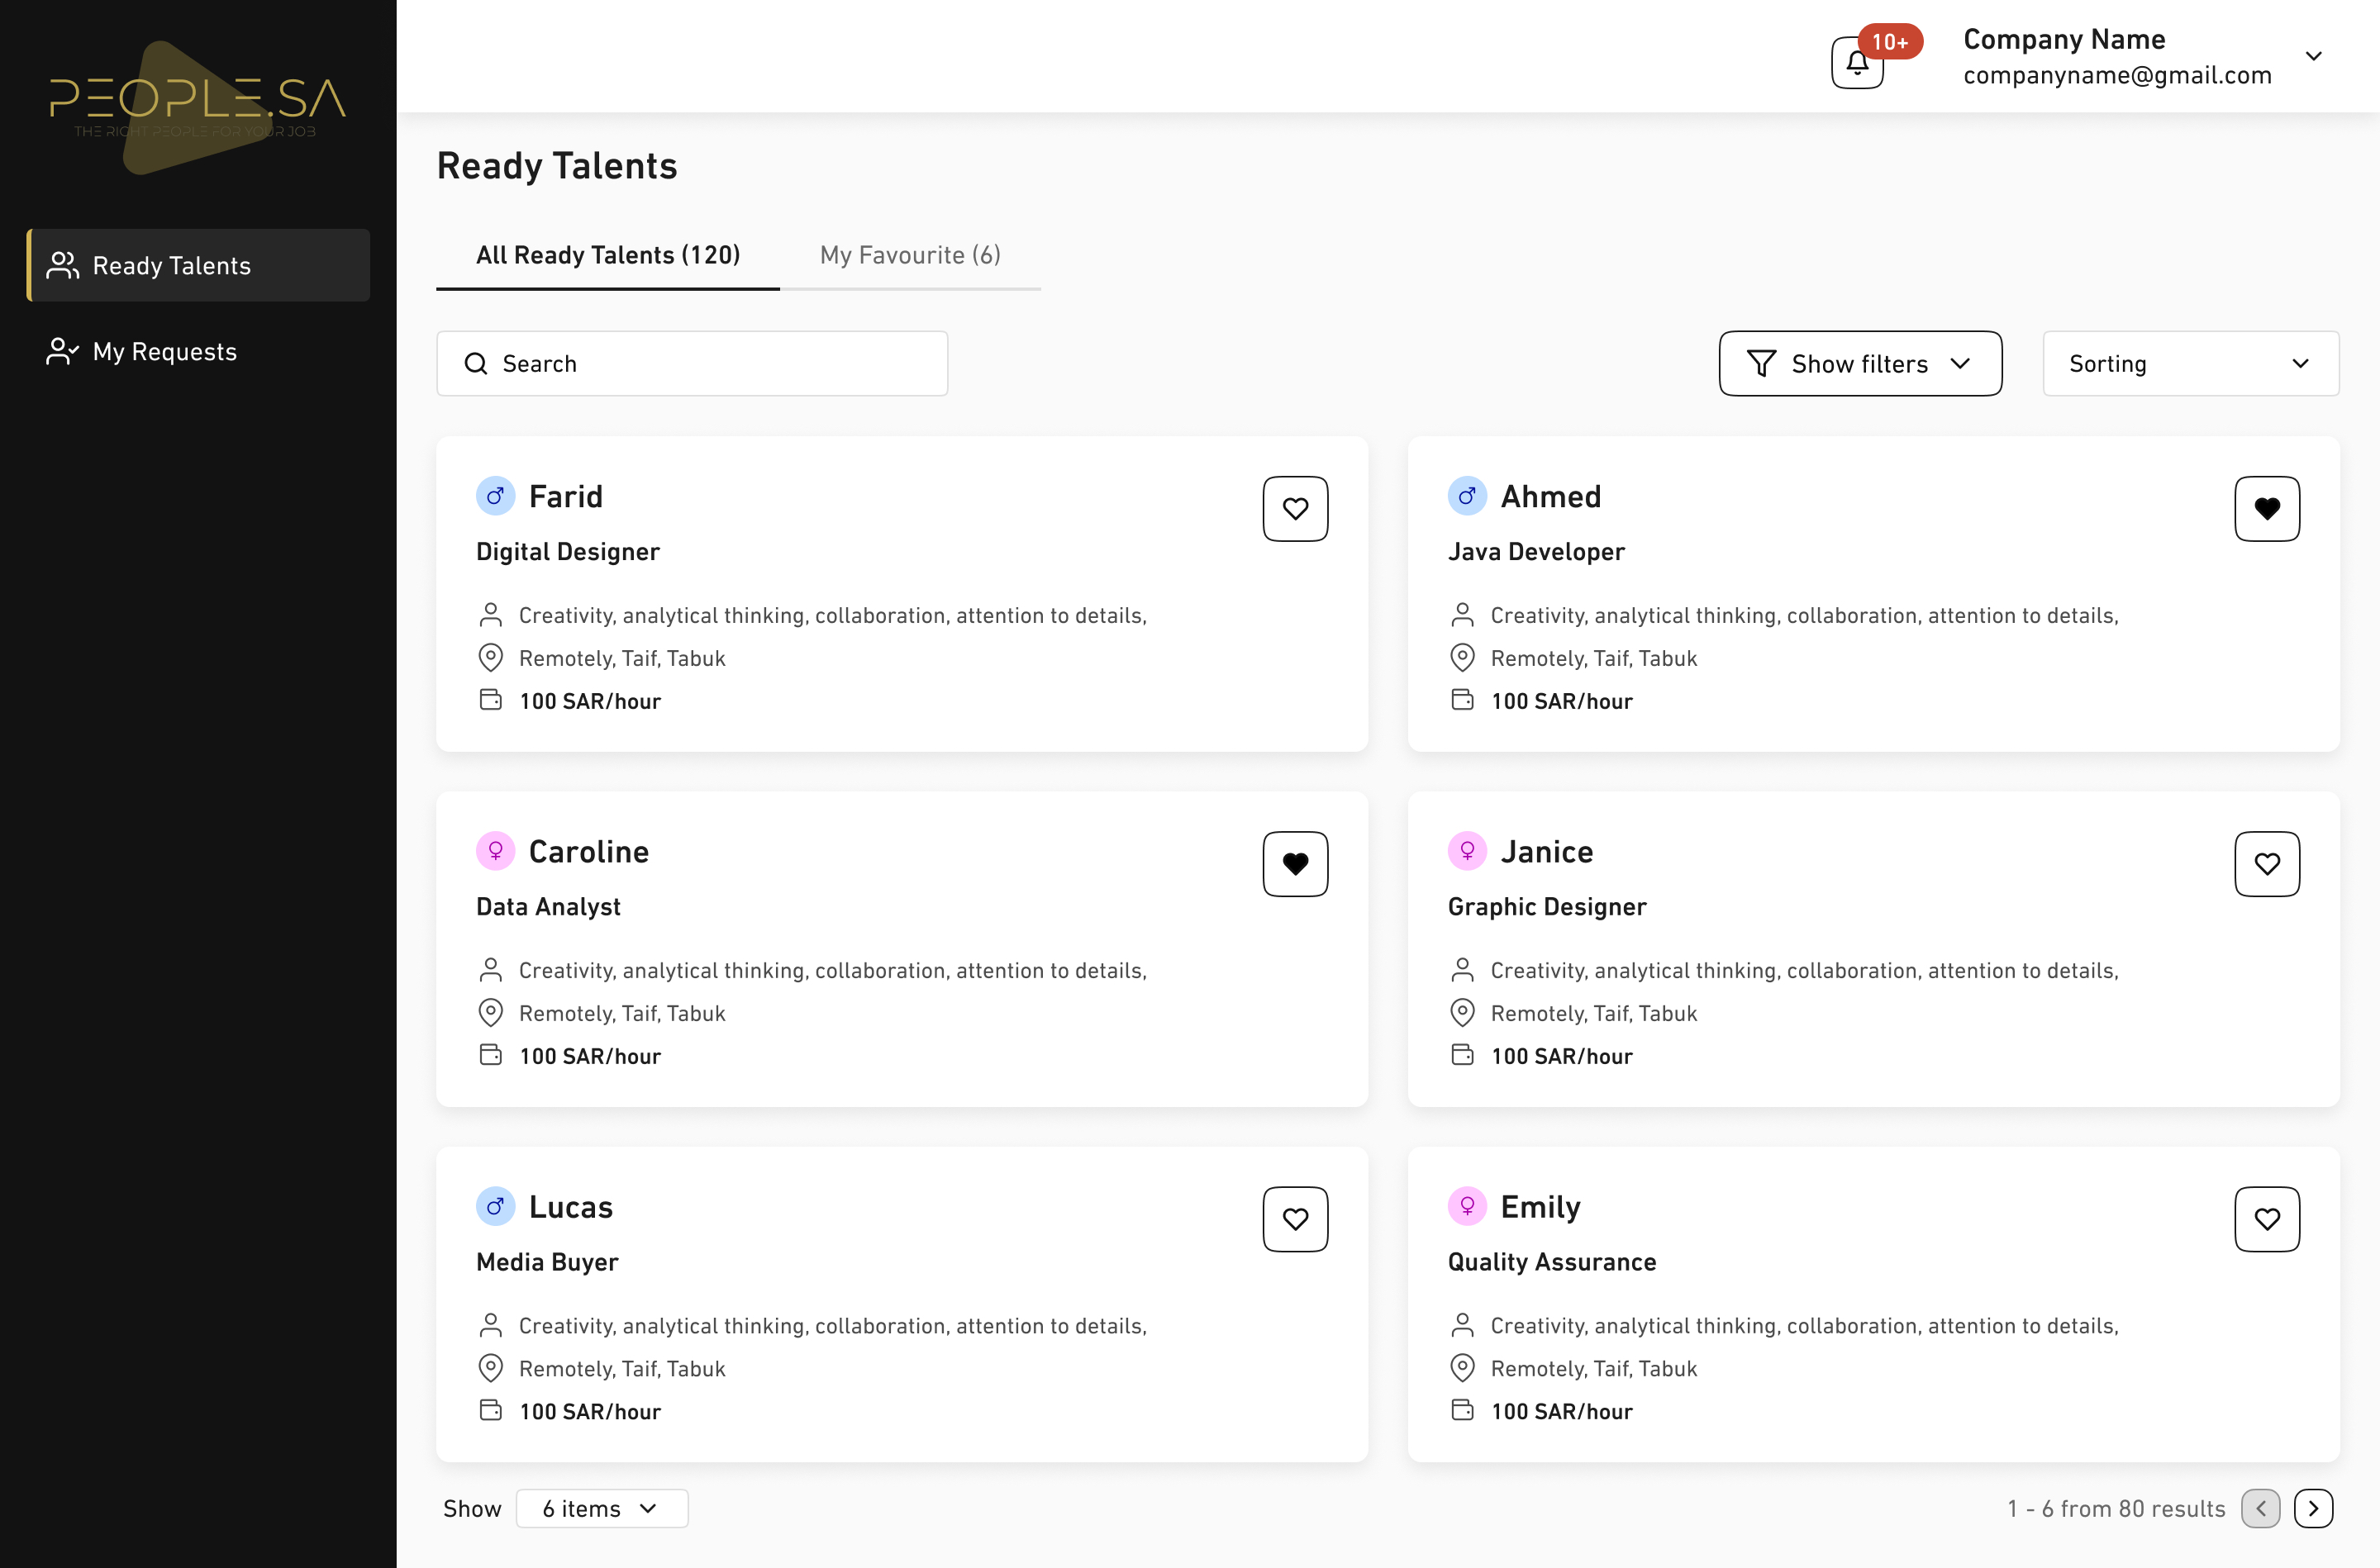 PEOPLE.SA
THE RIGHT PEOPLE FOR YOUR JOB
Ready Talents
My Requests
10+
Company Name
companyname@gmail.com
Ready Talents
All Ready Talents (120)
My Favourite (6)
Search
Show filters
Sorting
Farid
Digital Designer
Creativity, analytical thinking, collaboration, attention to details,
Remotely, Taif, Tabuk
100 SAR/hour
Ahmed
Java Developer
Creativity, analytical thinking, collaboration, attention to details,
Remotely, Taif, Tabuk
100 SAR/hour
Caroline
Data Analyst
Creativity, analytical thinking, collaboration, attention to details,
Remotely, Taif, Tabuk
100 SAR/hour
Janice
Graphic Designer
Creativity, analytical thinking, collaboration, attention to details,
Remotely, Taif, Tabuk
100 SAR/hour
Lucas
Media Buyer
Creativity, analytical thinking, collaboration, attention to details,
Remotely, Taif, Tabuk
100 SAR/hour
Emily
Quality Assurance
Creativity, analytical thinking, collaboration, attention to details,
Remotely, Taif, Tabuk
100 SAR/hour
Show
6 items
1 - 6 from 80 results